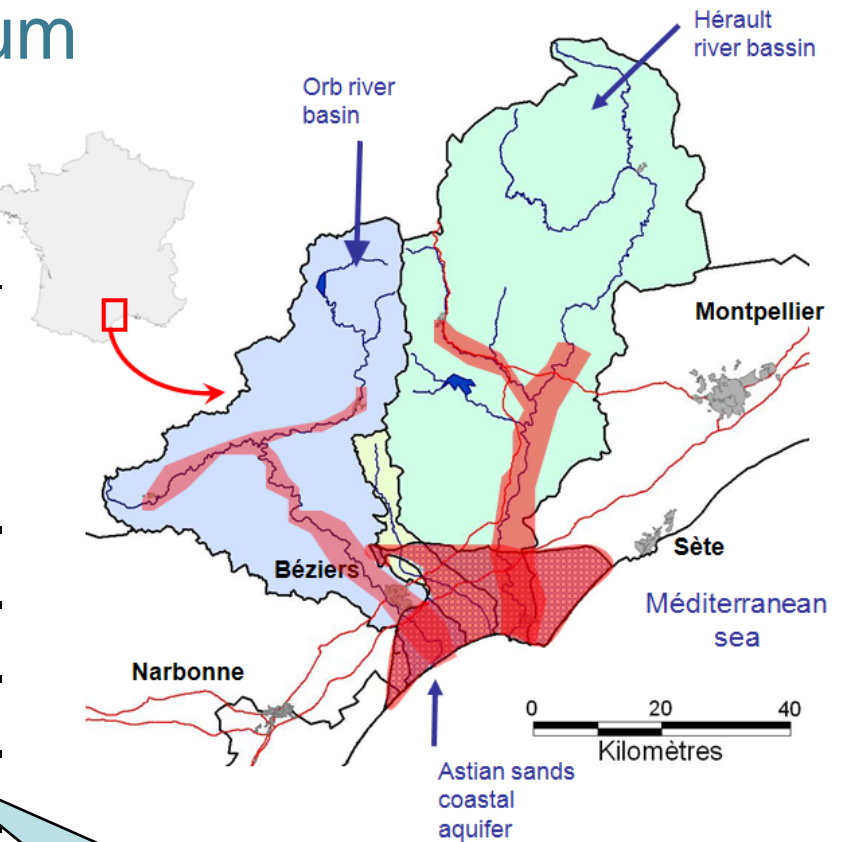 um
Hérault
river bassin
Orb river
basin
Montpellier
Sète
Béziers
Méditerranean
sea
Narbonne
0 20 40
Kilomètres
Astian sands
coastal
aquifer